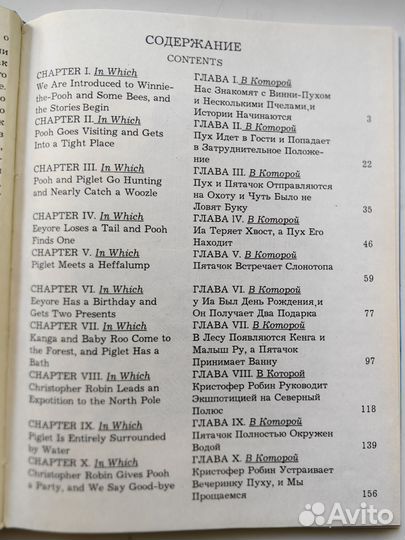 СОДЕРЖАНИЕ
CONTENTS
CHAPTER I. In Which
We Are Introduced to Winnie-
the-Pooh and Some Bees, and
the Stories Begin
CHAPTER II. In Which
Pooh Goes Visiting and Gets
Into a Tight Place
CHAPTER III. In Which
Pooh and Piglet Go Hunting
and Nearly Catch a Woozle
CHAPTER IV. In Which
Eeyore Loses a Tail and Pooh
Finds One
CHAPTER V. In Which
Piglet Meets a Heffalump
CHAPTER VI. In Which
Eeyore Has a Birthday and
Gets Two Presents
CHAPTER VII. In Which
Kanga and Baby Roo Come to
the Forest, and Piglet Has a
Bath
CHAPTER VIII. In Which
Christopher Robin Leads an
Expotition to the North Pole
CHAPTER IX. In Which
Piglet Is Entirely Surrounded
by Water
CHAPTER X. In Which
Christopher Robin Gives Pooh
a Party, and We Say Good-bye
ГЛАВА I. В Которой
Нас Знакомят с Винни-Пухом
и Несколькими Пчелами,и
Истории Начинаются 3
ГЛАВА II. В Которой
Пух Идет в Гости и Попадает
в Затруднительное Положе-
ние 22
ГЛАВА III. В Которой
Пух и Пятачок Отправляются
на Охоту и Чуть Было не
Ловят Буку 35
ГЛАВА IV. В Которой
Иа Теряет Хвост, а Пух Его
Находит 46
ГЛАВА V. В Которой
Пятачок Встречает Слонотопа
59
ГЛАВА VI. В Которой
у Иа Был День Рождения,и
Он Получает Два Подарка 77
ГЛАВА VII. В Которой
В Лесу Появляются Кенга и
Малыш Ру, а Пятачок
Принимает Ванну 97
ГЛАВА VIII. В Которой
Кристофер Робин Руководит
Экшпотицией на Северный
Полюс 118
ГЛАВА IX. В Которой
Пятачок Полностью Окружен
Водой 139
ГЛАВА X. В Которой
Кристофер Робин Устраивает
Вечеринку Пуху, и Мы
Прощаемся 156
Avito